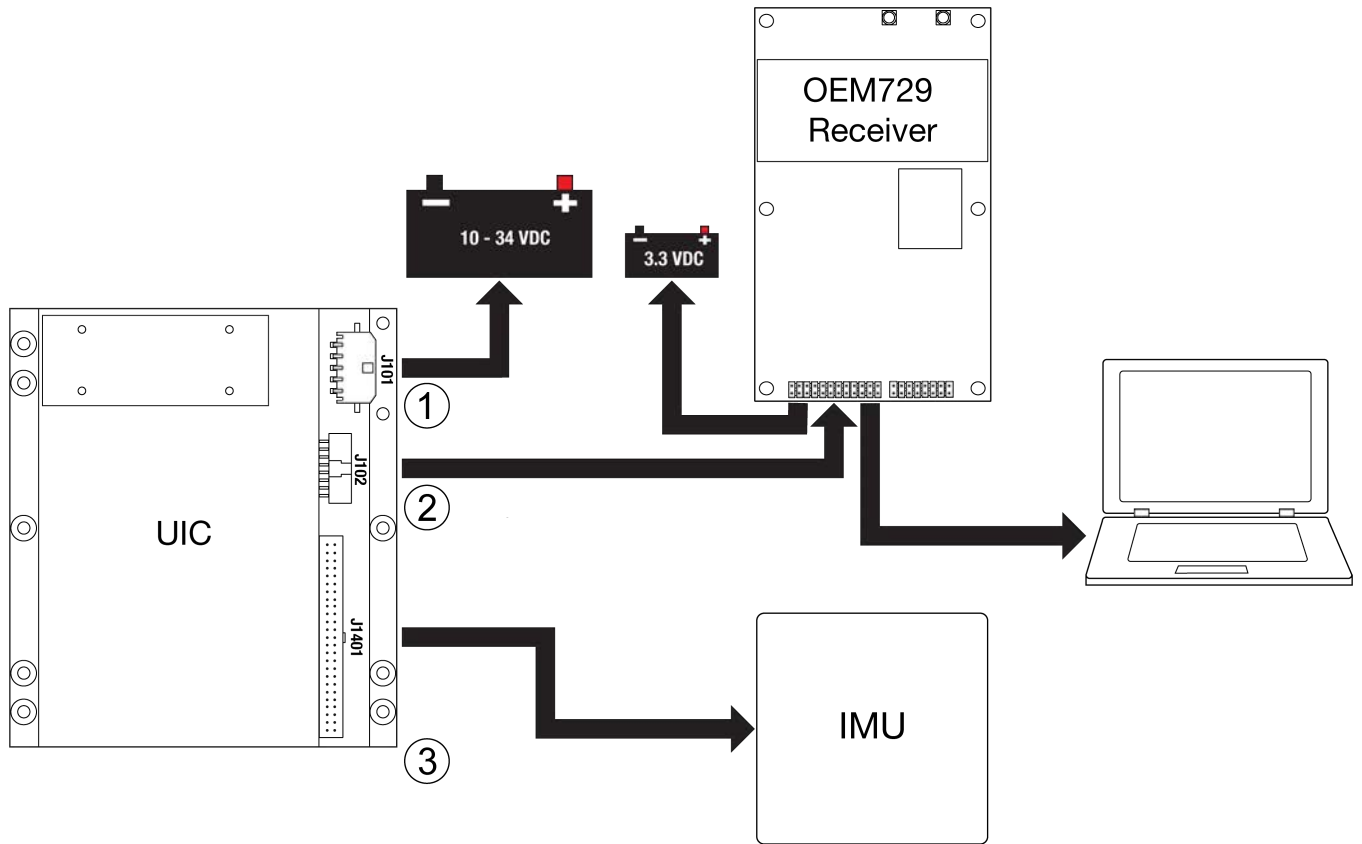 OEM729
Receiver
10 - 34 VDC
3.3 VDC
J101
1
J102
2
UIC
J1401
IMU
3